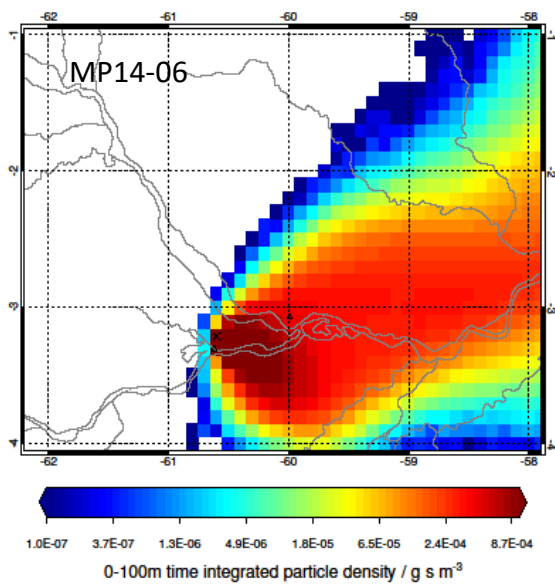 -62 -61 -60 -59 -58
-1 -1
MP14-06
-2 -2
-3 -3
-4 -4
-62 -61 -60 -59 -58
1.0E-07 3.7E-07 1.3E-06 4.9E-06 1.8E-05 6.5E-05 2.4E-04 8.7E-04
0-100m time integrated particle density / g s m⁻³